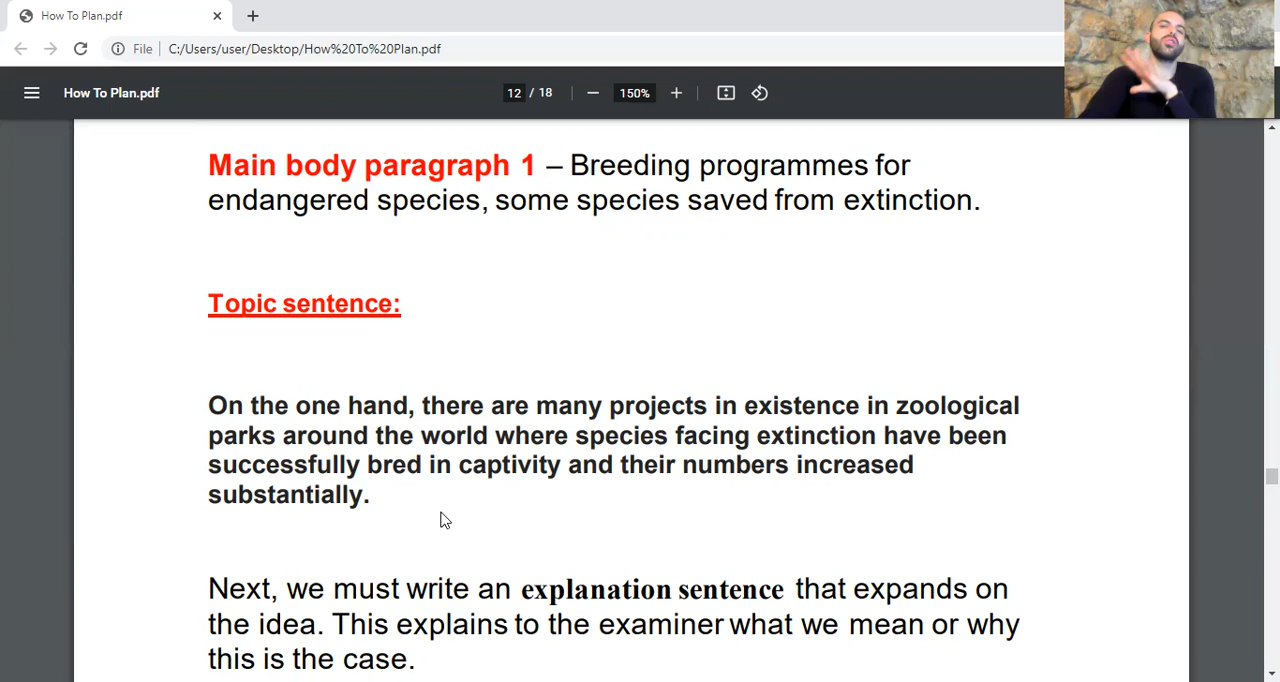 How To Plan.pdf
File
C:/Users/user/Desktop/How%20To%20Plan.pdf
How To Plan.pdf
12 / 18
150%
Main body paragraph 1 – Breeding programmes for
endangered species, some species saved from extinction.
Topic sentence:
On the one hand, there are many projects in existence in zoological
parks around the world where species facing extinction have been
successfully bred in captivity and their numbers increased
substantially.
Next, we must write an explanation sentence that expands on
the idea. This explains to the examiner what we mean or why
this is the case.